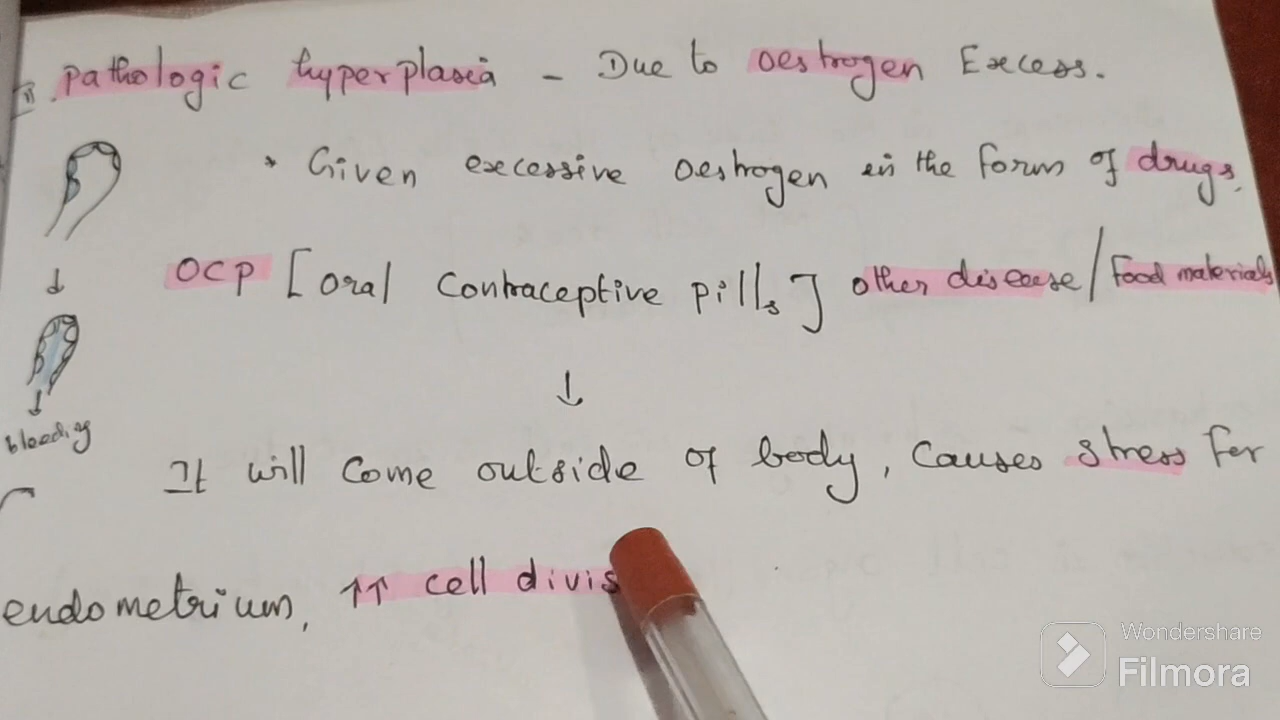 II. Pathologic hyperplasia - Due to Oestrogen Excess.
* Given excessive Oestrogen in the form of drugs,
OCP [Oral Contraceptive pills] other disease / Food materials
↓
bleeding
It will come outside of body, causes stress for
endometrium, ↑↑ cell divis
Wondershare
Filmora